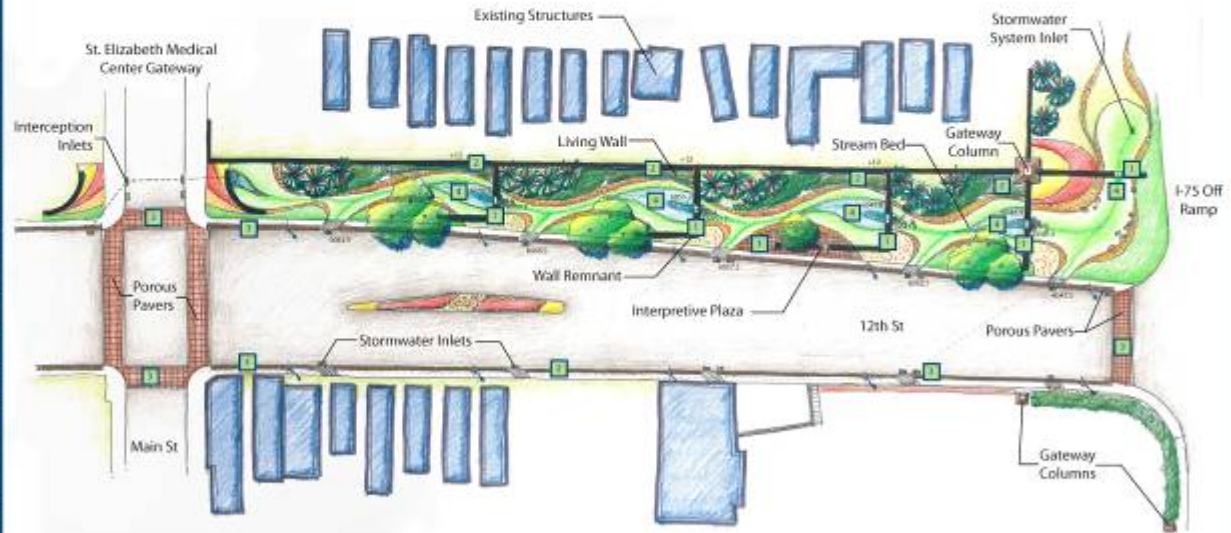 Existing Structures
Stormwater
System Inlet
St. Elizabeth Medical
Center Gateway
Interception
Inlets
Living Wall
Stream Bed
Gateway
Column
I-75 Off
Ramp
Wall Remnant
Porous
Pavers
Interpretive Plaza
12th St
Porous Pavers
Stormwater Inlets
Main St
Gateway
Columns